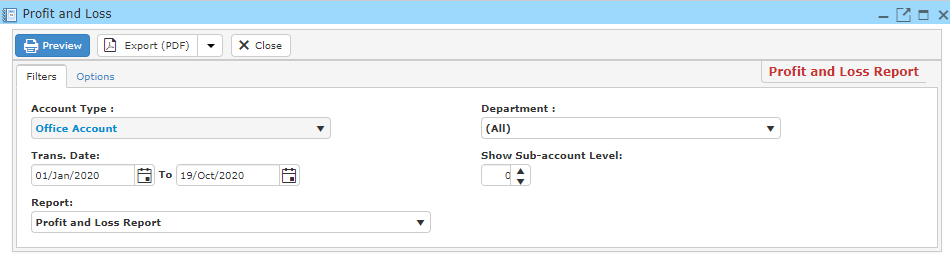 Profit and Loss
Preview Export (PDF) Close
Filters Options Profit and Loss Report
Account Type : Department :
Office Account (All)
Trans. Date: Show Sub-account Level:
01/Jan/2020 To 19/Oct/2020 0
Report:
Profit and Loss Report